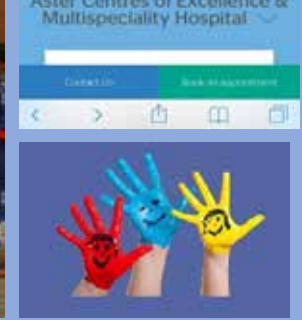 Aster Centres of Excellence &
Multispeciality Hospital
Contact Us
Book an appointment